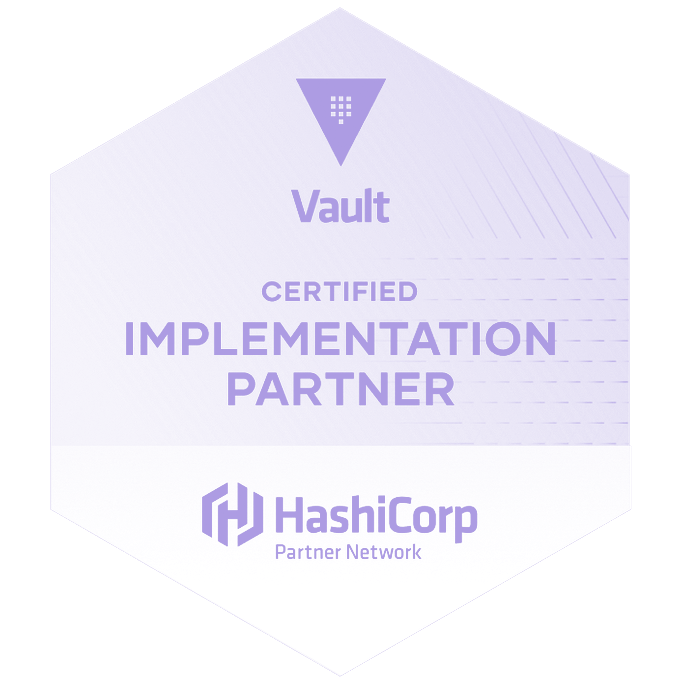 Vault
CERTIFIED
IMPLEMENTATION
PARTNER
HashiCorp
Partner Network